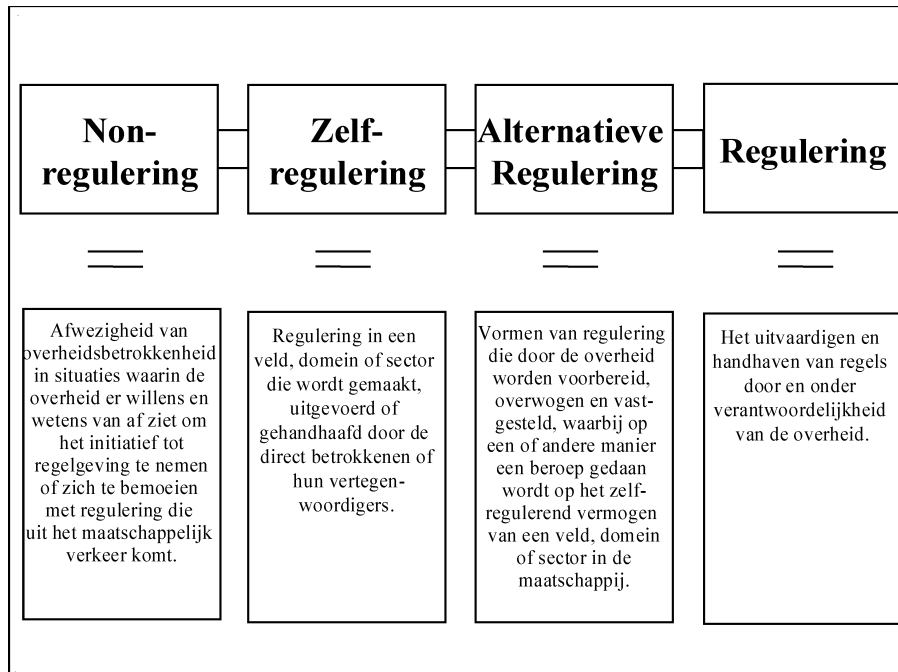 Non-
regulering
Zelf-
regulering
Alternatieve
Regulering
Regulering
Afwezigheid van
overheidsbetrokkenheid
in situaties waarin de
overheid er willens en
wetens van af ziet om
het initiatief tot
regelgeving te nemen
of zich te bemoeien
met regulering die
uit het maatschappelijk
verkeer komt.
Regulering in een
veld, domein of sector
die wordt gemaakt,
uitgevoerd of
gehandhaafd door de
direct betrokkenen of
hun vertegen-
woordigers.
Vormen van regulering
die door de overheid
worden voorbereid,
overwogen en vast-
gesteld, waarbij op
een of andere manier
een beroep gedaan
wordt op het zelf-
regulerend vermogen
van een veld, domein
of sector in de
maatschappij.
Het uitvaardigen en
handhaven van regels
door en onder
verantwoordelijkheid
van de overheid.